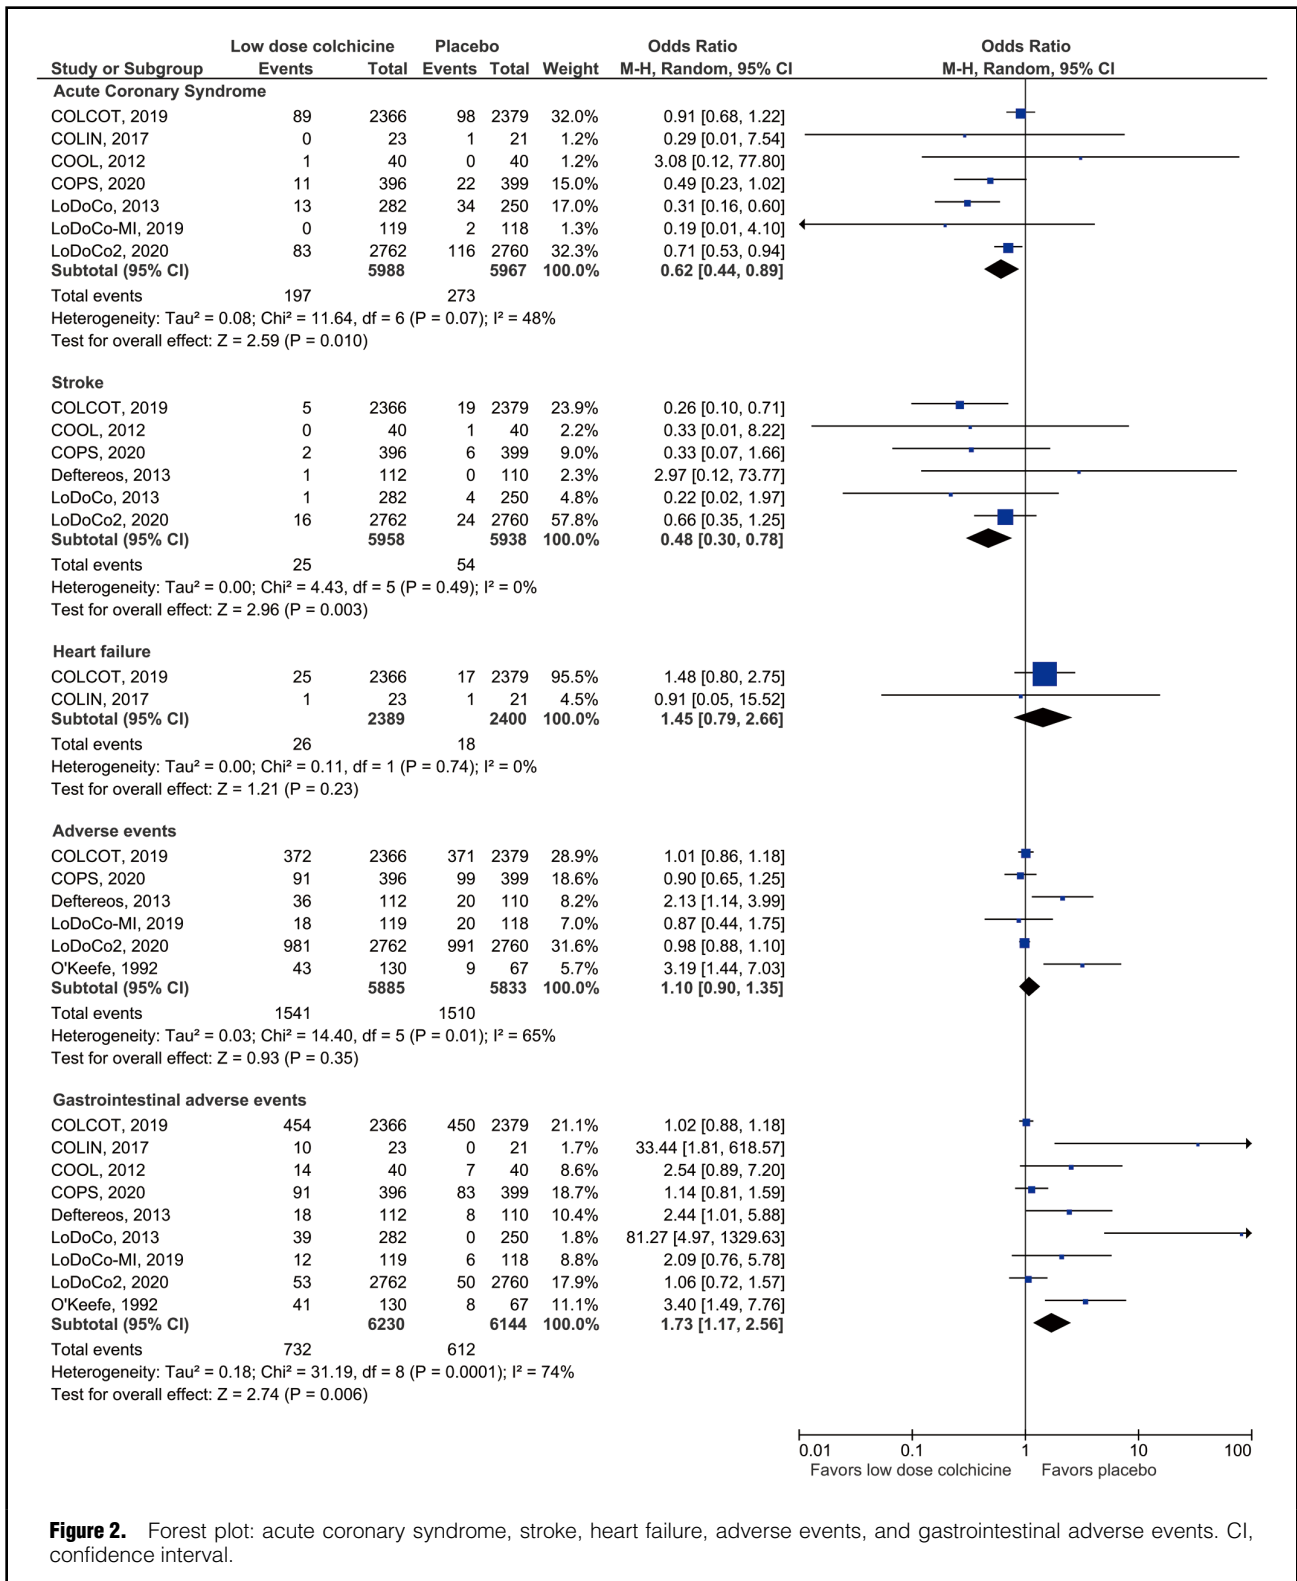 Low dose colchicine Placebo Odds Ratio Odds Ratio
Study or Subgroup Events Total Events Total Weight M-H, Random, 95% CI M-H, Random, 95% CI
Acute Coronary Syndrome
COLCOT, 2019 89 2366 98 2379 32.0% 0.91 [0.68, 1.22]
COLIN, 2017 0 23 1 21 1.2% 0.29 [0.01, 7.54]
COOL, 2012 1 40 0 40 1.2% 3.08 [0.12, 77.80]
COPS, 2020 11 396 22 399 15.0% 0.49 [0.23, 1.02]
LoDoCo, 2013 13 282 34 250 17.0% 0.31 [0.16, 0.60]
LoDoCo-MI, 2019 0 119 2 118 1.3% 0.19 [0.01, 4.10]
LoDoCo2, 2020 83 2762 116 2760 32.3% 0.71 [0.53, 0.94]
Subtotal (95% CI) 5988 5967 100.0% 0.62 [0.44, 0.89]
Total events 197 273
Heterogeneity: Tau² = 0.08; Chi² = 11.64, df = 6 (P = 0.07); I² = 48%
Test for overall effect: Z = 2.59 (P = 0.010)
Stroke
COLCOT, 2019 5 2366 19 2379 23.9% 0.26 [0.10, 0.71]
COOL, 2012 0 40 1 40 2.2% 0.33 [0.01, 8.22]
COPS, 2020 2 396 6 399 9.0% 0.33 [0.07, 1.66]
Deftereos, 2013 1 112 0 110 2.3% 2.97 [0.12, 73.77]
LoDoCo, 2013 1 282 4 250 4.8% 0.22 [0.02, 1.97]
LoDoCo2, 2020 16 2762 24 2760 57.8% 0.66 [0.35, 1.25]
Subtotal (95% CI) 5958 5938 100.0% 0.48 [0.30, 0.78]
Total events 25 54
Heterogeneity: Tau² = 0.00; Chi² = 4.43, df = 5 (P = 0.49); I² = 0%
Test for overall effect: Z = 2.96 (P = 0.003)
Heart failure
COLCOT, 2019 25 2366 17 2379 95.5% 1.48 [0.80, 2.75]
COLIN, 2017 1 23 1 21 4.5% 0.91 [0.05, 15.52]
Subtotal (95% CI) 2389 2400 100.0% 1.45 [0.79, 2.66]
Total events 26 18
Heterogeneity: Tau² = 0.00; Chi² = 0.11, df = 1 (P = 0.74); I² = 0%
Test for overall effect: Z = 1.21 (P = 0.23)
Adverse events
COLCOT, 2019 372 2366 371 2379 28.9% 1.01 [0.86, 1.18]
COPS, 2020 91 396 99 399 18.6% 0.90 [0.65, 1.25]
Deftereos, 2013 36 112 20 110 8.2% 2.13 [1.14, 3.99]
LoDoCo-MI, 2019 18 119 20 118 7.0% 0.87 [0.44, 1.75]
LoDoCo2, 2020 981 2762 991 2760 31.6% 0.98 [0.88, 1.10]
O'Keefe, 1992 43 130 9 67 5.7% 3.19 [1.44, 7.03]
Subtotal (95% CI) 5885 5833 100.0% 1.10 [0.90, 1.35]
Total events 1541 1510
Heterogeneity: Tau² = 0.03; Chi² = 14.40, df = 5 (P = 0.01); I² = 65%
Test for overall effect: Z = 0.93 (P = 0.35)
Gastrointestinal adverse events
COLCOT, 2019 454 2366 450 2379 21.1% 1.02 [0.88, 1.18]
COLIN, 2017 10 23 0 21 1.7% 33.44 [1.81, 618.57]
COOL, 2012 14 40 7 40 8.6% 2.54 [0.89, 7.20]
COPS, 2020 91 396 83 399 18.7% 1.14 [0.81, 1.59]
Deftereos, 2013 18 112 8 110 10.4% 2.44 [1.01, 5.88]
LoDoCo, 2013 39 282 0 250 1.8% 81.27 [4.97, 1329.63]
LoDoCo-MI, 2019 12 119 6 118 8.8% 2.09 [0.76, 5.78]
LoDoCo2, 2020 53 2762 50 2760 17.9% 1.06 [0.72, 1.57]
O'Keefe, 1992 41 130 8 67 11.1% 3.40 [1.49, 7.76]
Subtotal (95% CI) 6230 6144 100.0% 1.73 [1.17, 2.56]
Total events 732 612
Heterogeneity: Tau² = 0.18; Chi² = 31.19, df = 8 (P = 0.0001); I² = 74%
Test for overall effect: Z = 2.74 (P = 0.006)
0.01 0.1 1 10 100
Favors low dose colchicine Favors placebo
Figure 2. Forest plot: acute coronary syndrome, stroke, heart failure, adverse events, and gastrointestinal adverse events. CI,
confidence interval.